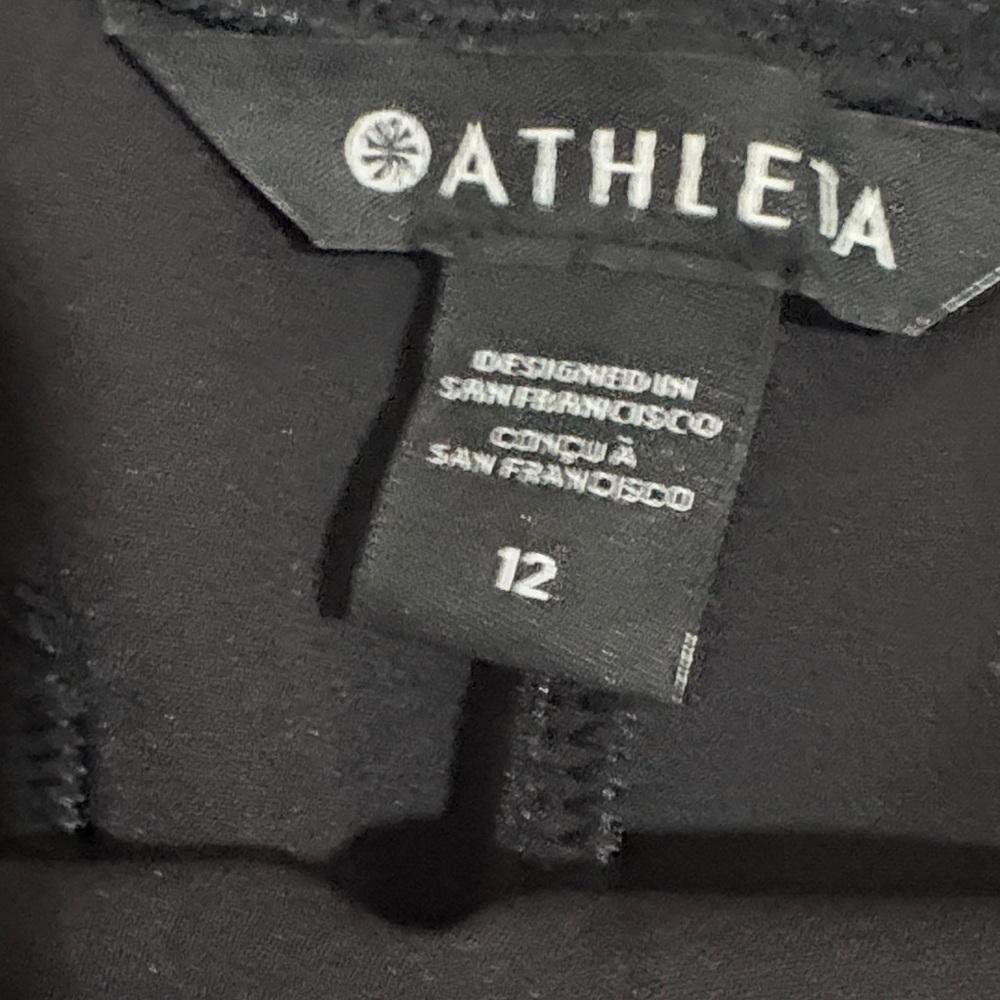 ATHLETA
DESIGNED IN
SAN FRANCISCO
CONÇU À
SAN FRANCISCO
12